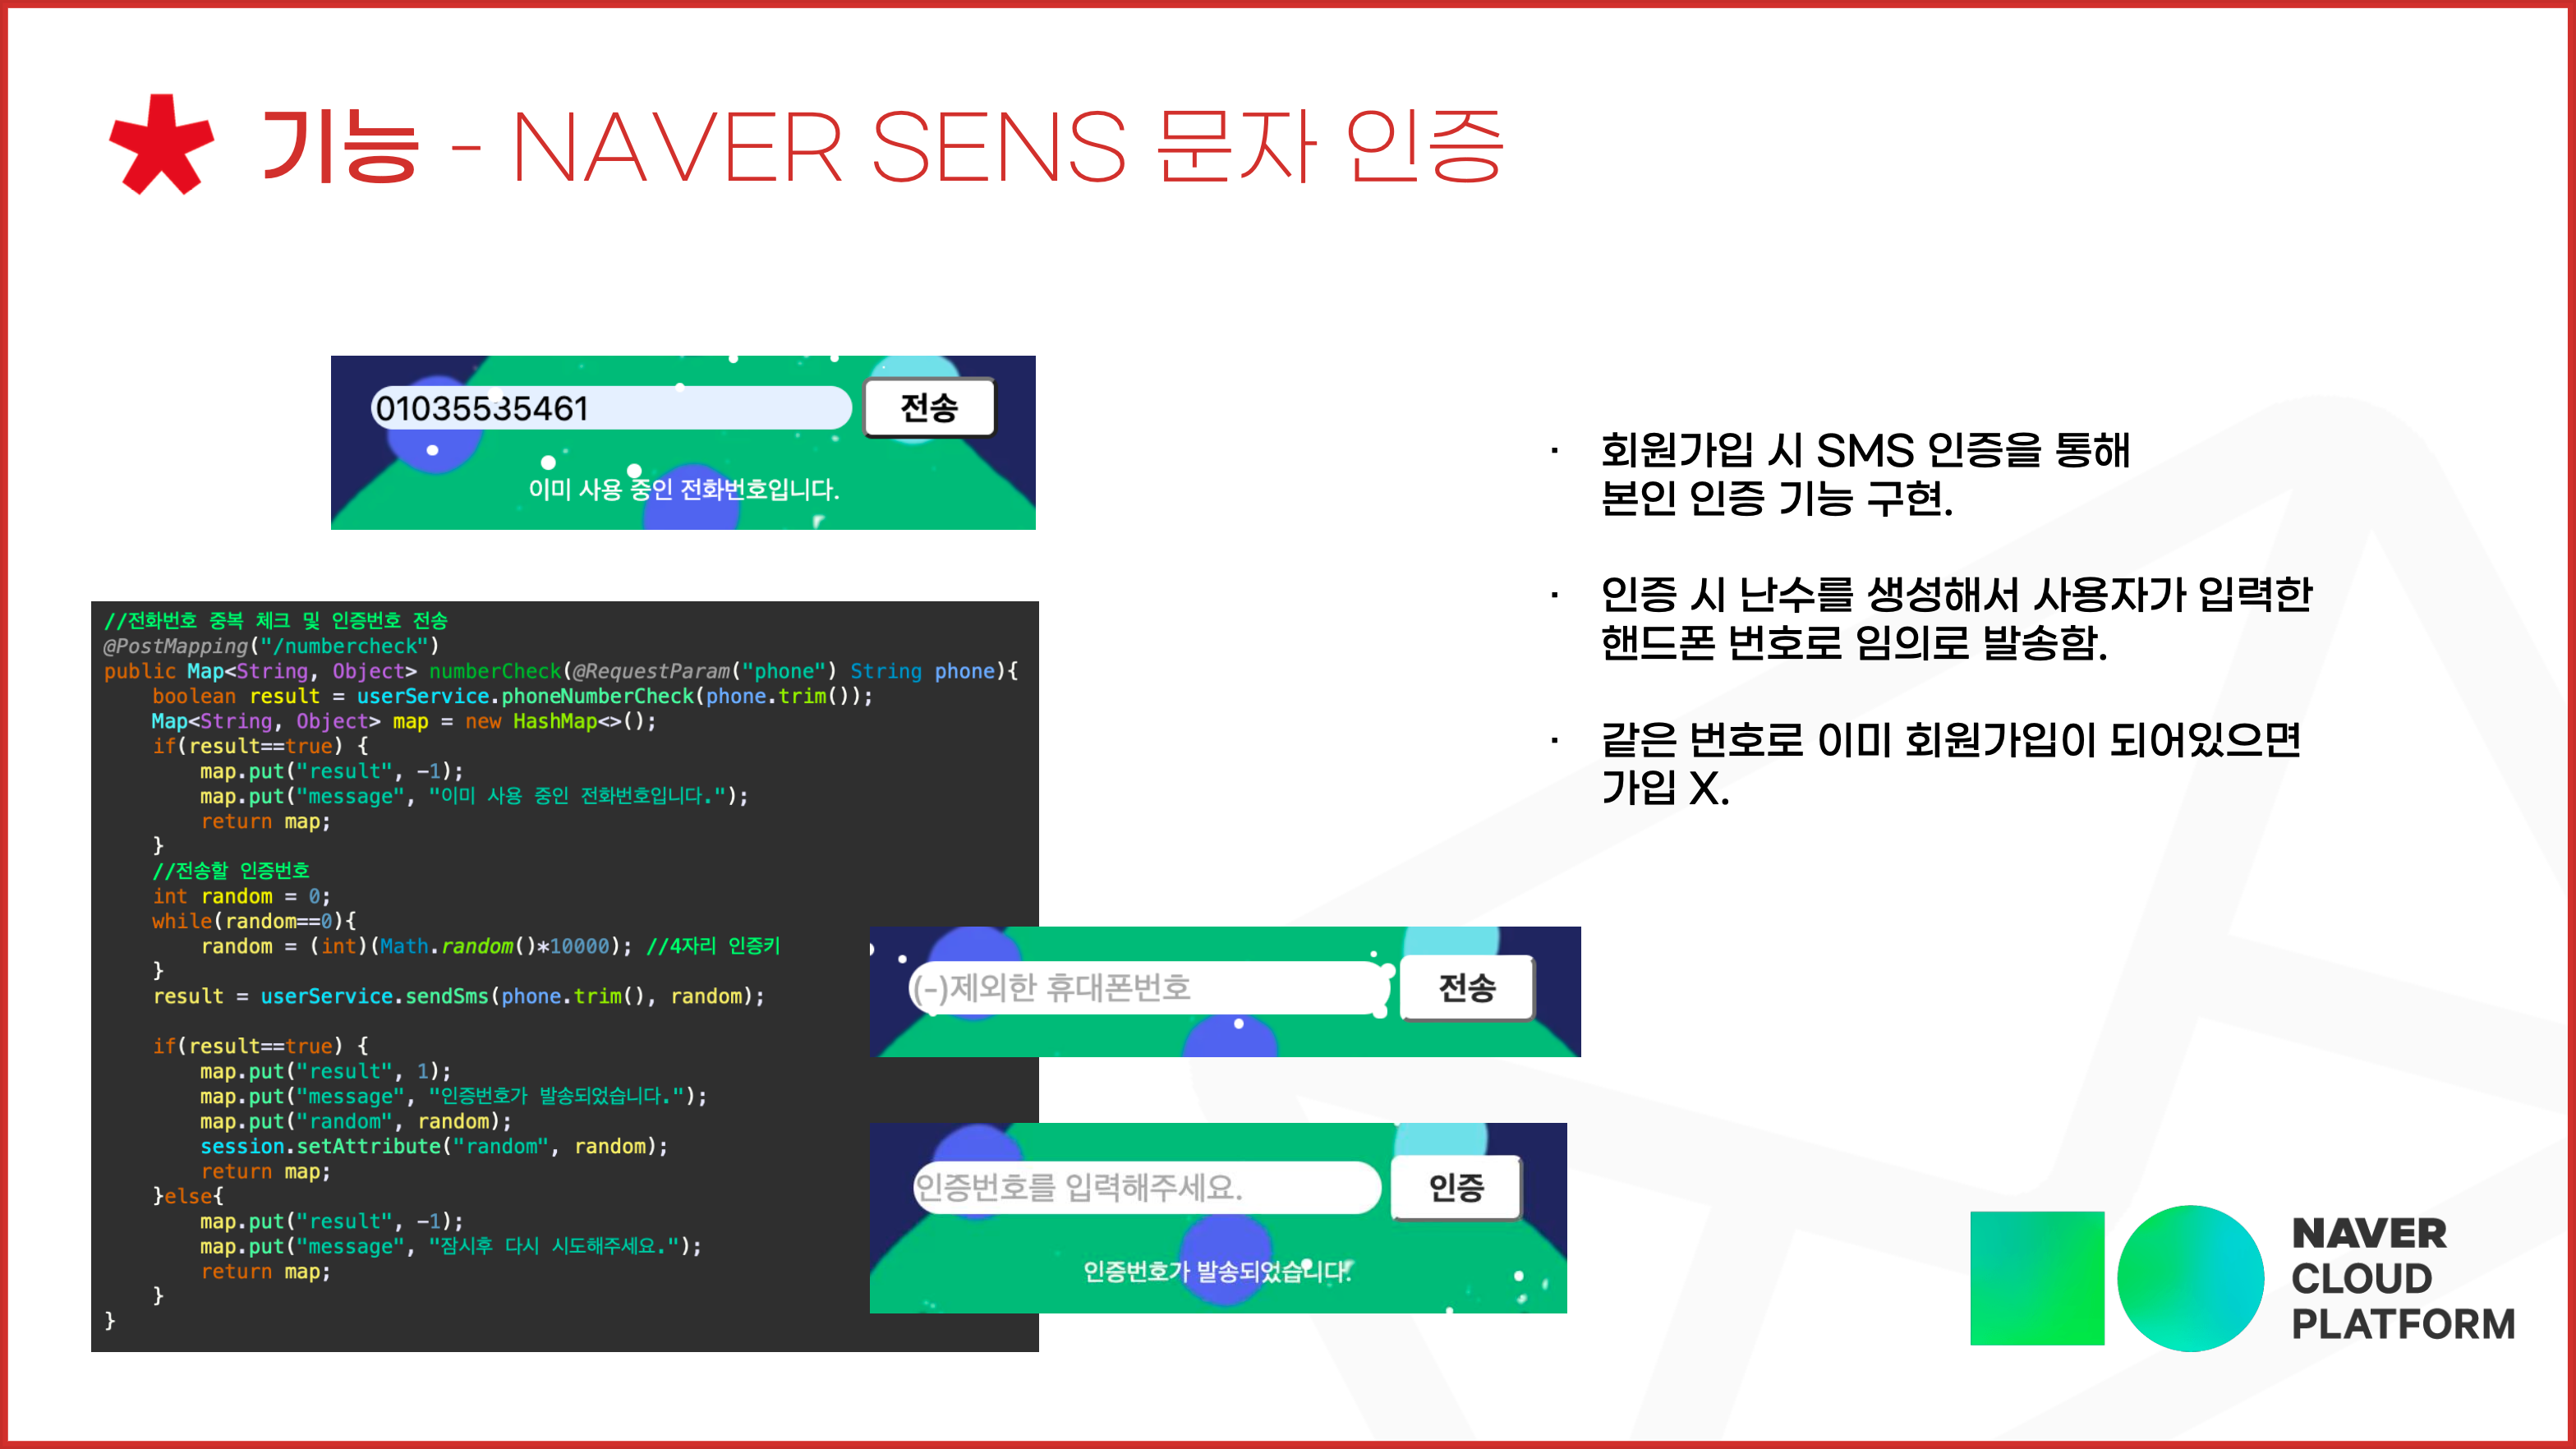 기능 - NAVER SENS 문자 인증
01035535461
전송
이미 사용 중인 전화번호입니다.
//전화번호 중복 체크 및 인증번호 전송
@PostMapping("/numbercheck")
public Map<String, Object> numberCheck(@RequestParam("phone") String phone){
    boolean result = userService.phoneNumberCheck(phone.trim());
    Map<String, Object> map = new HashMap<>();
    if(result==true) {
        map.put("result", -1);
        map.put("message", "이미 사용 중인 전화번호입니다.");
        return map;
    }
    //전송할 인증번호
    int random = 0;
    while(random==0){
        random = (int)(Math.random()*10000); //4자리 인증키
    }
    result = userService.sendSms(phone.trim(), random);
    if(result==true) {
        map.put("result", 1);
        map.put("message", "인증번호가 발송되었습니다.");
        map.put("random", random);
        session.setAttribute("random", random);
        return map;
    }else{
        map.put("result", -1);
        map.put("message", "잠시후 다시 시도해주세요.");
        return map;
    }
}
(-)제외한 휴대폰번호
전송
인증번호를 입력해주세요.
인증
인증번호가 발송되었습니다.
· 회원가입 시 SMS 인증을 통해
본인 인증 기능 구현.
· 인증 시 난수를 생성해서 사용자가 입력한
핸드폰 번호로 임의로 발송함.
· 같은 번호로 이미 회원가입이 되어있으면
가입 X.
NAVER
CLOUD
PLATFORM